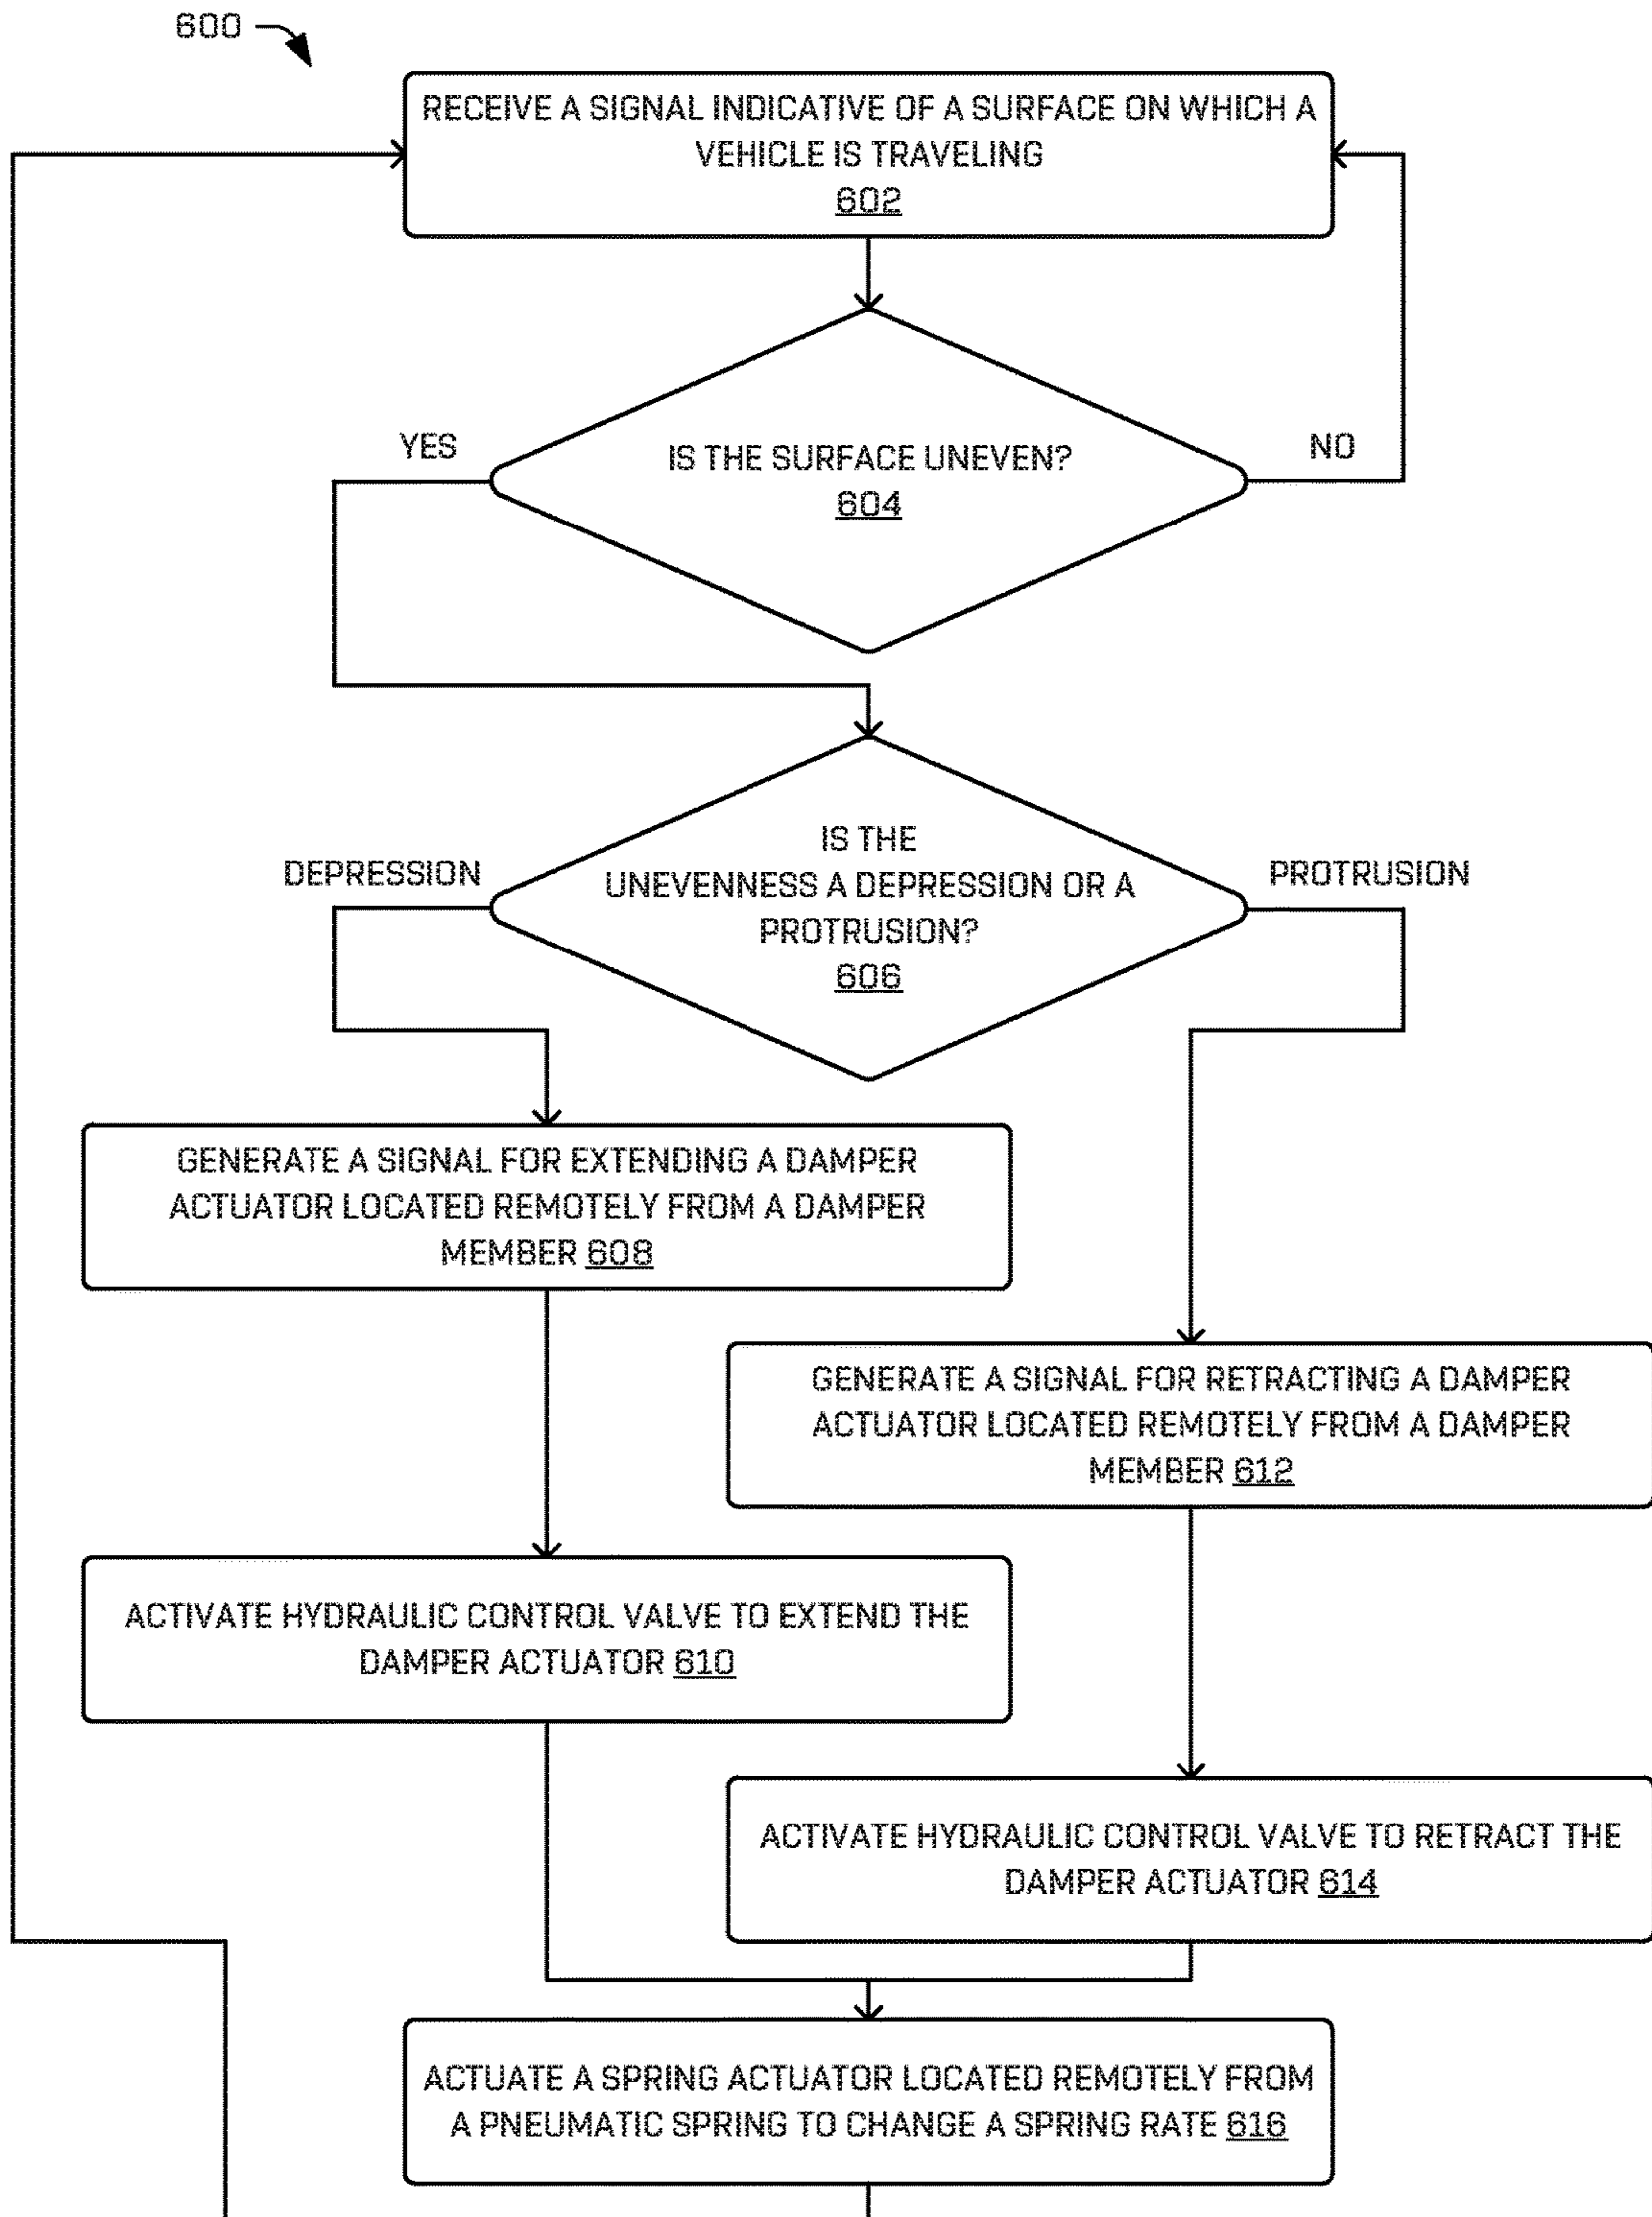 600
RECEIVE A SIGNAL INDICATIVE OF A SURFACE ON WHICH A
VEHICLE IS TRAVELING
602
YES
IS THE SURFACE UNEVEN?
604
NO
DEPRESSION
IS THE
UNEVENNESS A DEPRESSION OR A
PROTRUSION?
606
PROTRUSION
GENERATE A SIGNAL FOR EXTENDING A DAMPER
ACTUATOR LOCATED REMOTELY FROM A DAMPER
MEMBER 608
GENERATE A SIGNAL FOR RETRACTING A DAMPER
ACTUATOR LOCATED REMOTELY FROM A DAMPER
MEMBER 612
ACTIVATE HYDRAULIC CONTROL VALVE TO EXTEND THE
DAMPER ACTUATOR 610
ACTIVATE HYDRAULIC CONTROL VALVE TO RETRACT THE
DAMPER ACTUATOR 614
ACTUATE A SPRING ACTUATOR LOCATED REMOTELY FROM
A PNEUMATIC SPRING TO CHANGE A SPRING RATE 616